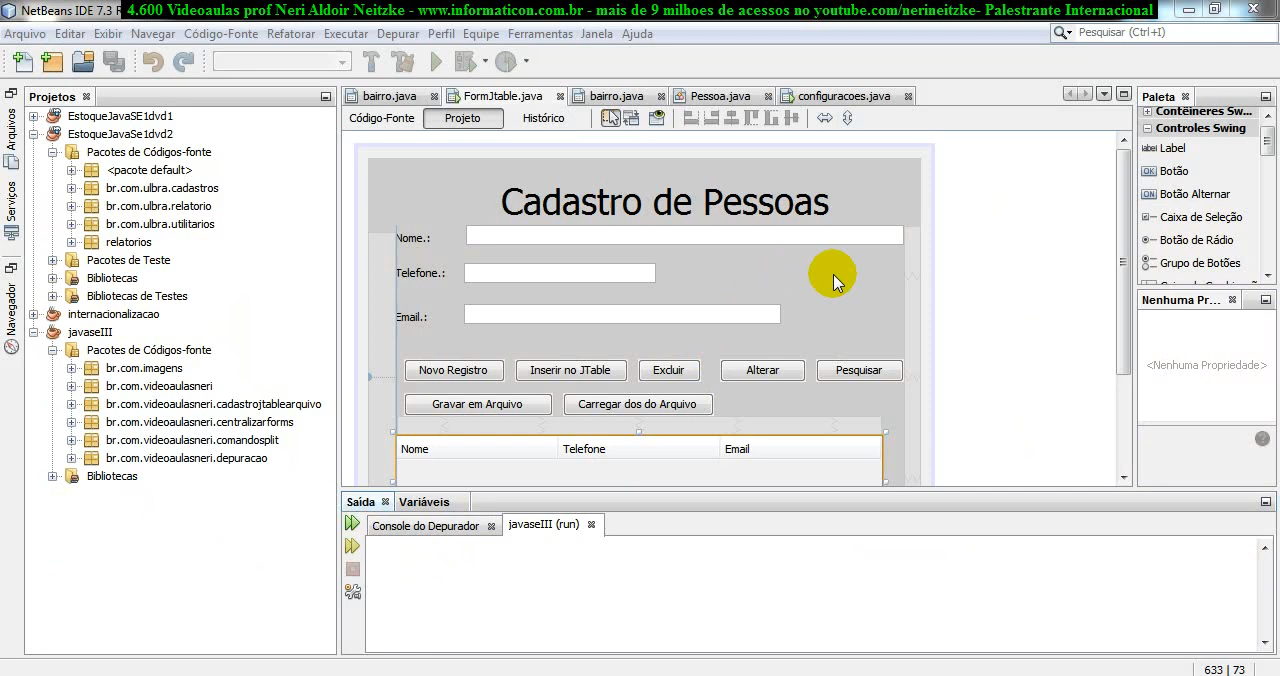 NetBeans IDE 7.3 R
4.600 Videoaulas prof Neri Aldoir Neitzke - www.informaticon.com.br - mais de 9 milhoes de acessos no youtube.com/nerineitzke- Palestrante Internacional
Arquivo Editar Exibir Navegar Código-Fonte Refatorar Executar Depurar Perfil Equipe Ferramentas Janela Ajuda
Pesquisar (Ctrl+I)
Arquivos
Serviços
Navegador
Projetos
EstoqueJavaSE1dvd1
EstoqueJavaSe1dvd2
Pacotes de Códigos-fonte
<pacote default>
br.com.ulbra.cadastros
br.com.ulbra.relatorio
br.com.ulbra.utilitarios
relatorios
Pacotes de Teste
Bibliotecas
Bibliotecas de Testes
internacionalizacao
javaseIII
Pacotes de Códigos-fonte
br.com.imagens
br.com.videoaulasneri
br.com.videoaulasneri.cadastrojtablearquivo
br.com.videoaulasneri.centralizarforms
br.com.videoaulasneri.comandosplit
br.com.videoaulasneri.depuracao
Bibliotecas
bairro.java FormJtable.java bairro.java Pessoa.java configuracoes.java
Código-Fonte Projeto Histórico
Cadastro de Pessoas
Nome.:
Telefone.:
Email.:
Novo Registro Inserir no JTable Excluir Alterar Pesquisar
Gravar em Arquivo Carregar dos do Arquivo
Nome Telefone Email
Saída Variáveis
Console do Depurador javaseIII (run)
Paleta
Contêineres Sw...
Controles Swing
label Label
OK Botão
ON Botão Alternar
Caixa de Seleção
Botão de Rádio
Grupo de Botões
Nenhuma Pr...
<Nenhuma Propriedade>
633 | 73